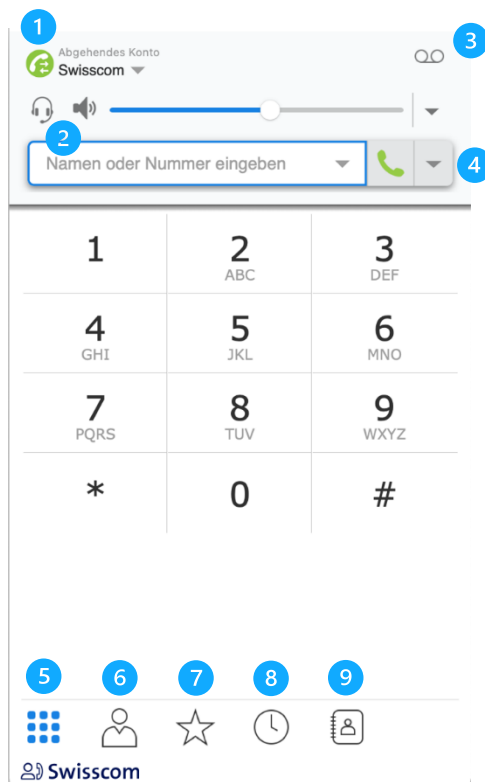 1
Abgehendes Konto
3
Swisscom
2
Namen oder Nummer eingeben
4
1 2 3
ABC DEF
4 5 6
GHI JKL MNO
7 8 9
PQRS TUV WXYZ
* 0 #
5 6 7 8 9
Swisscom